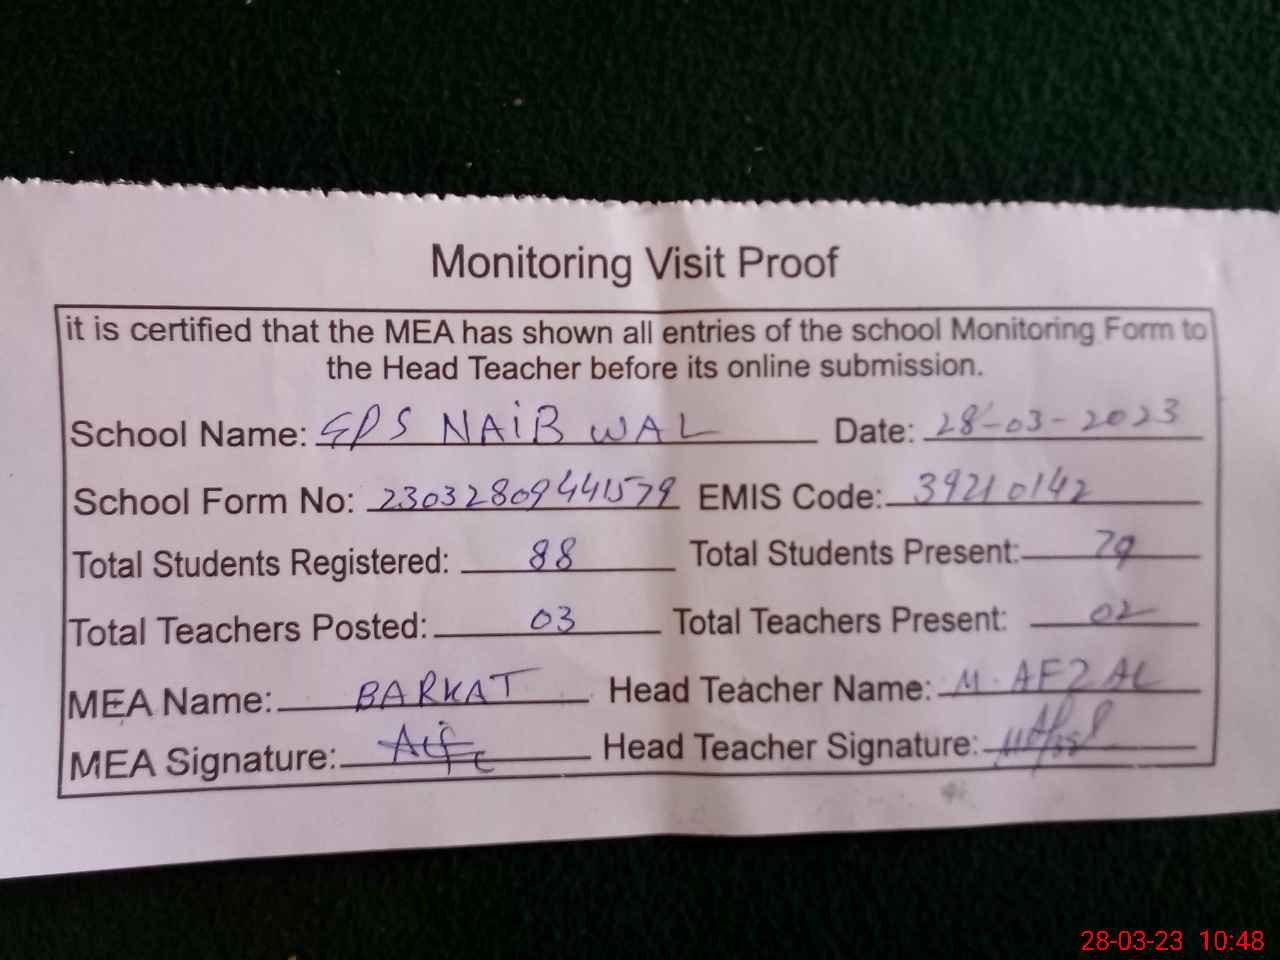 Monitoring Visit Proof
it is certified that the MEA has shown all entries of the school Monitoring Form to
the Head Teacher before its online submission.
School Name: GPS NAIB WAL Date: 28-03-2023
School Form No: 230328094441579 EMIS Code: 39210142
Total Students Registered: 88 Total Students Present: 79
Total Teachers Posted: 03 Total Teachers Present: 02
MEA Name: BARKAT Head Teacher Name: M. AFZAL
MEA Signature: Head Teacher Signature:
28-03-23 10:48